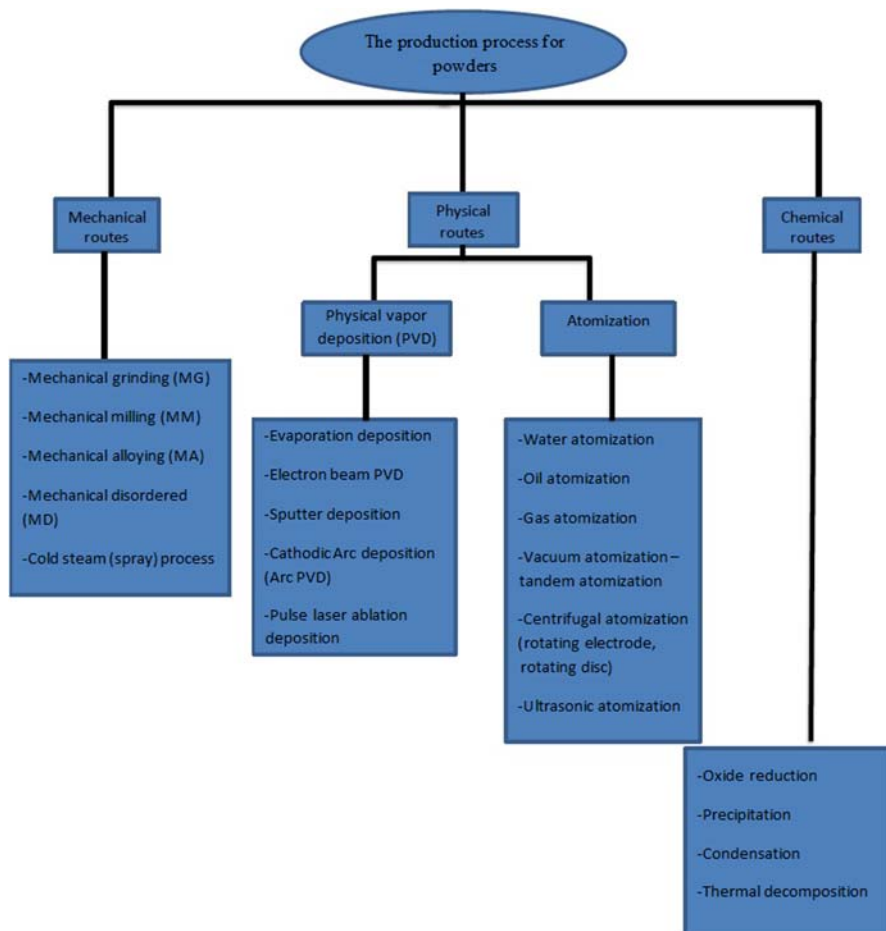 The production process for
powders
Mechanical
routes
Physical
routes
Chemical
routes
Physical vapor
deposition (PVD)
Atomization
-Mechanical grinding (MG)
-Mechanical milling (MM)
-Mechanical alloying (MA)
-Mechanical disordered
(MD)
-Cold steam (spray) process
-Evaporation deposition
-Electron beam PVD
-Sputter deposition
-Cathodic Arc deposition
(Arc PVD)
-Pulse laser ablation
deposition
-Water atomization
-Oil atomization
-Gas atomization
-Vacuum atomization –
tandem atomization
-Centrifugal atomization
(rotating electrode,
rotating disc)
-Ultrasonic atomization
-Oxide reduction
-Precipitation
-Condensation
-Thermal decomposition